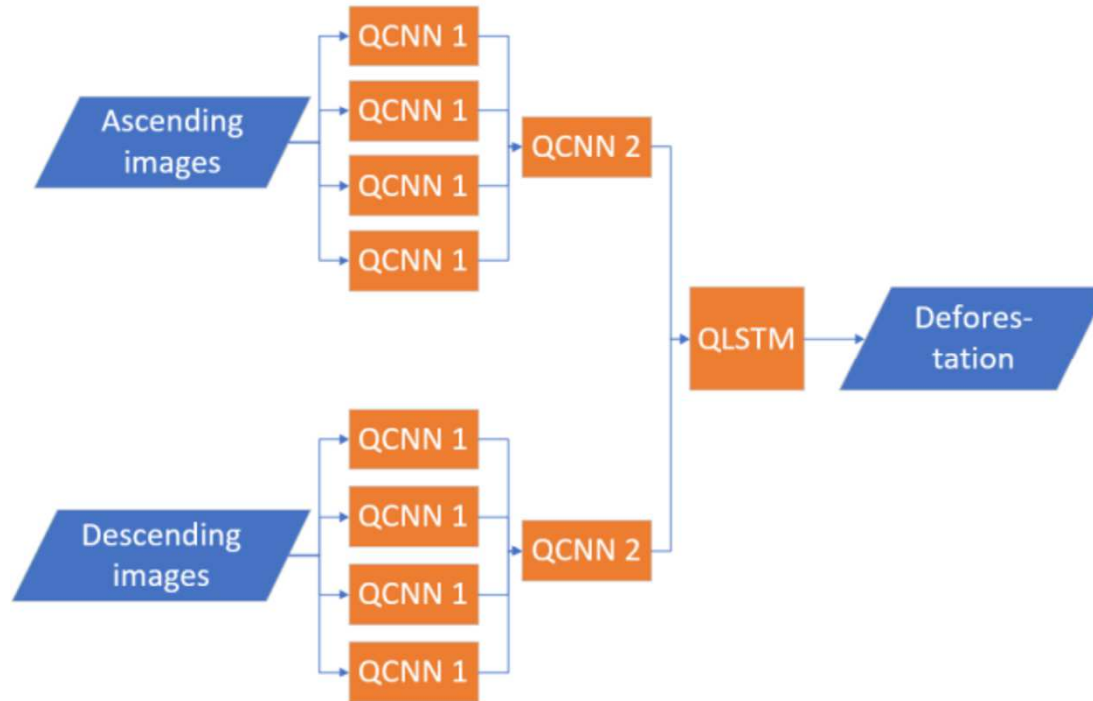 QCNN 1
QCNN 1
QCNN 1
QCNN 1
Ascending
images
QCNN 2
QLSTM
Defores-
tation
QCNN 1
QCNN 1
QCNN 1
QCNN 1
Descending
images
QCNN 2